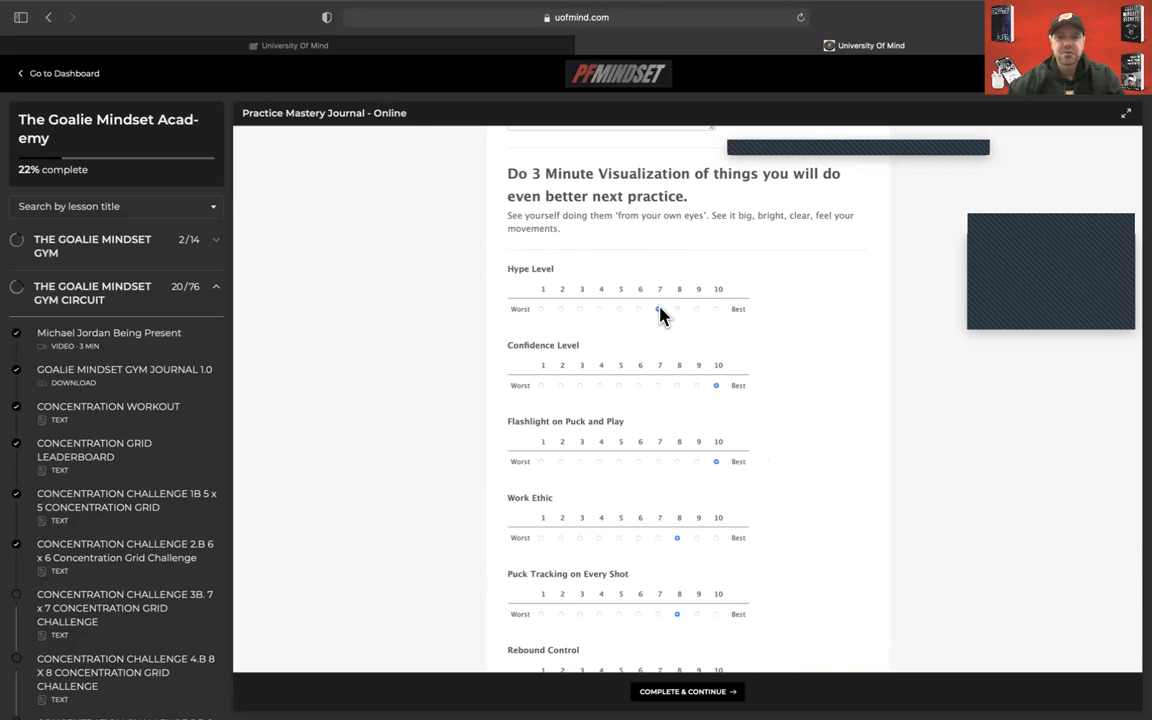 uofmind.com
University Of Mind
University Of Mind
Go to Dashboard
PFMINDSET
The Goalie Mindset Acad-
emy
22% complete
Search by lesson title
THE GOALIE MINDSET
GYM
2/14
THE GOALIE MINDSET
GYM CIRCUIT
20/76
Michael Jordan Being Present
VIDEO · 3 MIN
GOALIE MINDSET GYM JOURNAL 1.0
DOWNLOAD
CONCENTRATION WORKOUT
TEXT
CONCENTRATION GRID
LEADERBOARD
TEXT
CONCENTRATION CHALLENGE 1B 5 x
5 CONCENTRATION GRID
TEXT
CONCENTRATION CHALLENGE 2.B 6
x 6 Concentration Grid Challenge
TEXT
CONCENTRATION CHALLENGE 3B. 7
x 7 CONCENTRATION GRID
CHALLENGE
TEXT
CONCENTRATION CHALLENGE 4.B 8
X 8 CONCENTRATION GRID
CHALLENGE
TEXT
Practice Mastery Journal - Online
Do 3 Minute Visualization of things you will do
even better next practice.
See yourself doing them 'from your own eyes'. See it big, bright, clear, feel your
movements.
Hype Level
1 2 3 4 5 6 7 8 9 10
Worst Best
Confidence Level
1 2 3 4 5 6 7 8 9 10
Worst Best
Flashlight on Puck and Play
1 2 3 4 5 6 7 8 9 10
Worst Best
Work Ethic
1 2 3 4 5 6 7 8 9 10
Worst Best
Puck Tracking on Every Shot
1 2 3 4 5 6 7 8 9 10
Worst Best
Rebound Control
1 2 3 4 5 6 7 8 9 10
COMPLETE & CONTINUE →